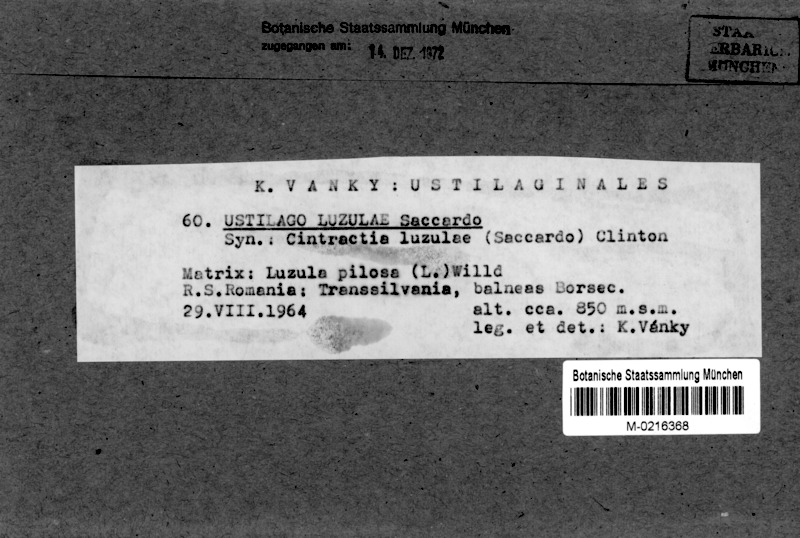 Botanische Staatssammlung München
zugegangen am: 14. DEZ. 1972
MÜNCHEN
K. VANKY: USTILAGINALES
60. USTILAGO LUZULAE Saccardo
Syn.: Cintractia luzulae (Saccardo) Clinton
Matrix: Luzula pilosa (L.)Willd
R.S.Romania; Transsilvania, balneas Borsec.
29.VIII.1964 alt. cca. 850 m.s.m.
leg. et det.: K.Vánky
Botanische Staatssammlung München
M-0216368